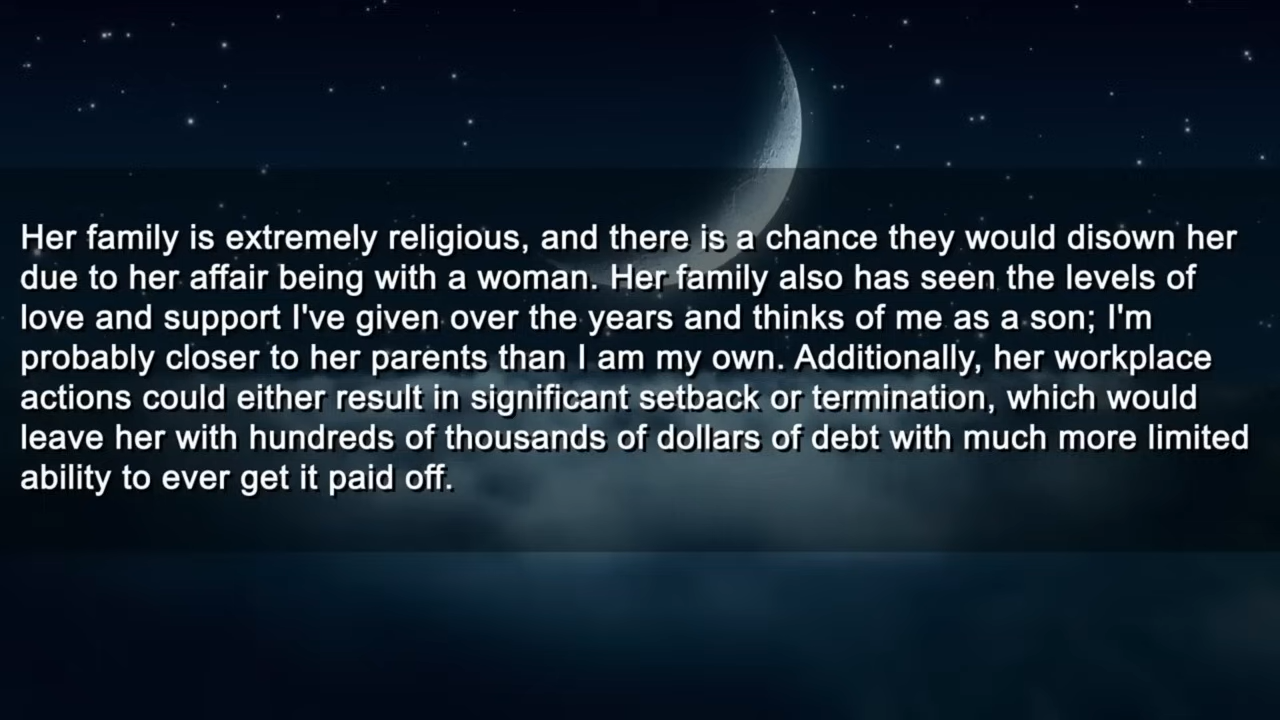 Her family is extremely religious, and there is a chance they would disown her
due to her affair being with a woman. Her family also has seen the levels of
love and support I've given over the years and thinks of me as a son; I'm
probably closer to her parents than I am my own. Additionally, her workplace
actions could either result in significant setback or termination, which would
leave her with hundreds of thousands of dollars of debt with much more limited
ability to ever get it paid off.